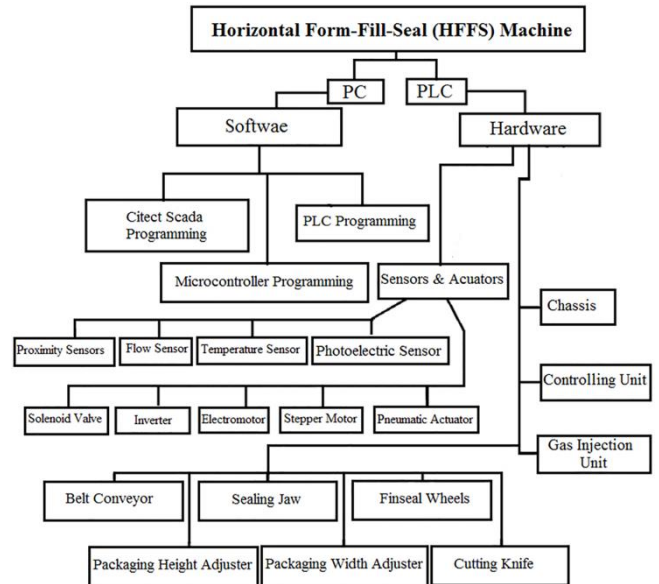 Horizontal Form-Fill-Seal (HFFS) Machine
PC
PLC
Softwae
Hardware
Citect Scada
Programming
PLC Programming
Microcontroller Programming
Sensors & Acuators
Chassis
Proximity Sensors
Flow Sensor
Temperature Sensor
Photoelectric Sensor
Controlling Unit
Solenoid Valve
Inverter
Electromotor
Stepper Motor
Pneumatic Actuator
Gas Injection
Unit
Belt Conveyor
Sealing Jaw
Finseal Wheels
Packaging Height Adjuster
Packaging Width Adjuster
Cutting Knife